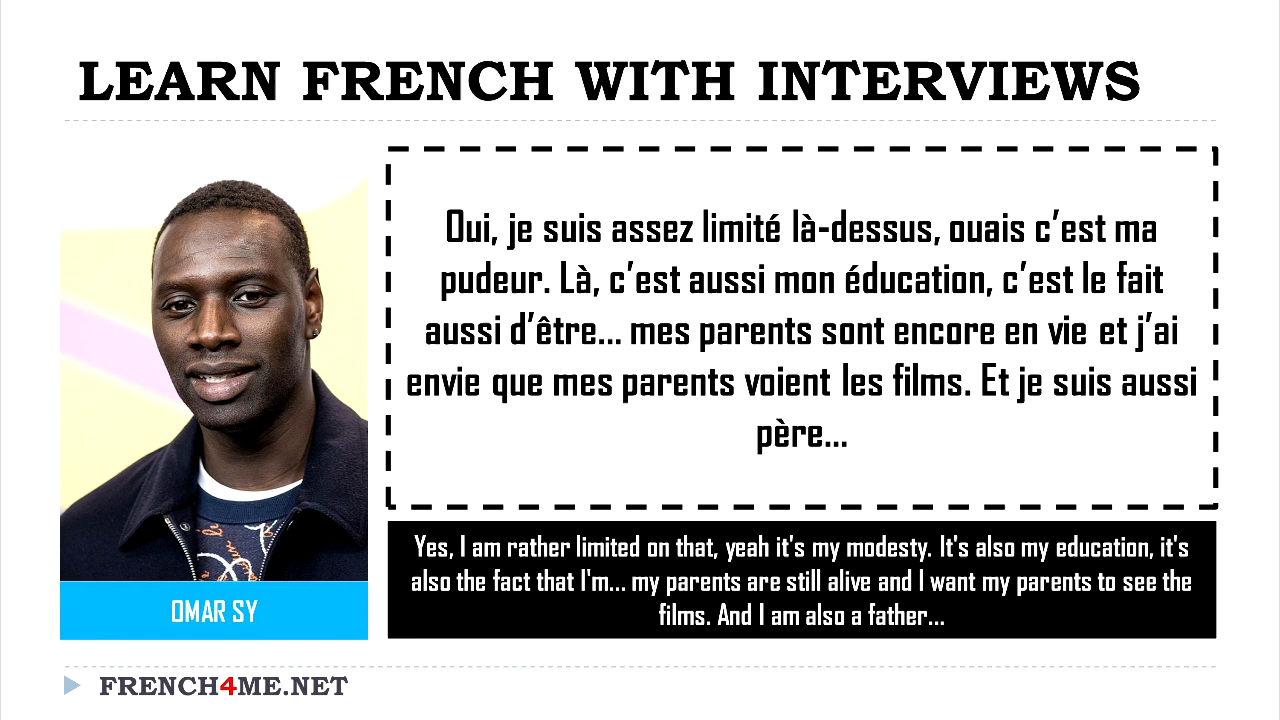 LEARN FRENCH WITH INTERVIEWS
Oui, je suis assez limité là-dessus, ouais c’est ma
pudeur. Là, c’est aussi mon éducation, c’est le fait
aussi d’être... mes parents sont encore en vie et j’ai
envie que mes parents voient les films. Et je suis aussi
père...
Yes, I am rather limited on that, yeah it's my modesty. It's also my education, it's
also the fact that I'm... my parents are still alive and I want my parents to see the
films. And I am also a father...
OMAR SY
FRENCH4ME.NET